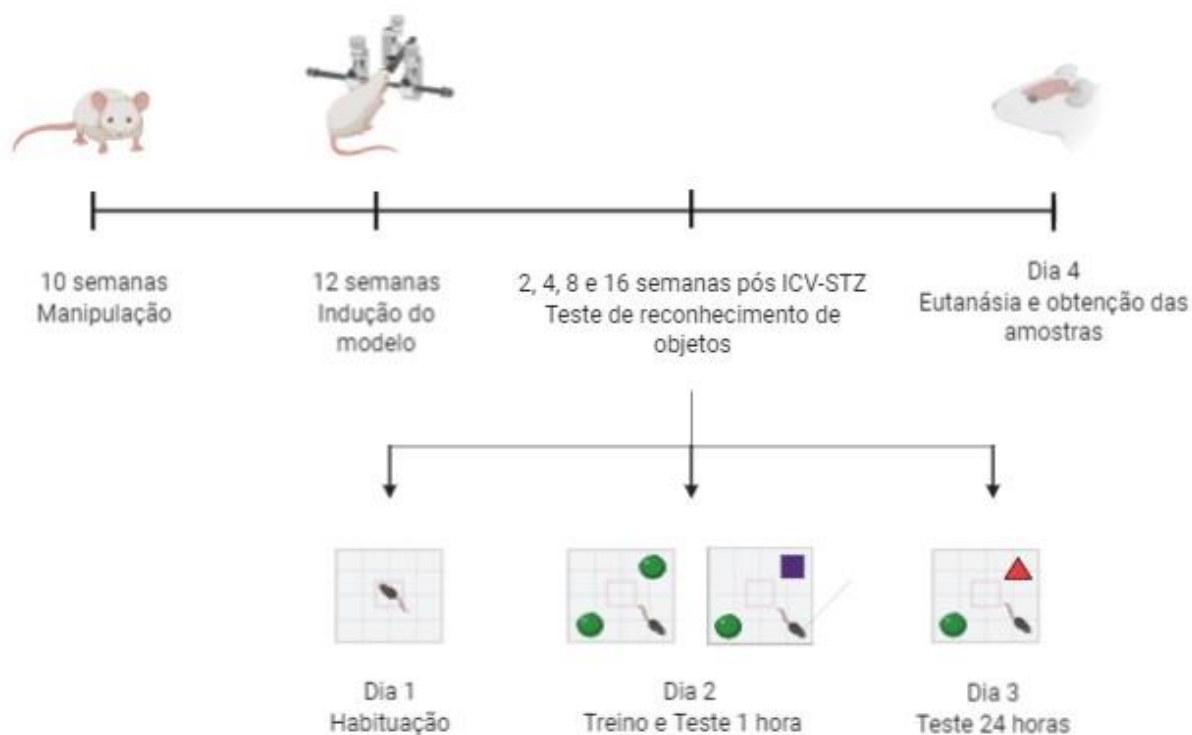 10 semanas
Manipulação
12 semanas
Indução do
modelo
2, 4, 8 e 16 semanas pós ICV-STZ
Teste de reconhecimento de
objetos
Dia 4
Eutanásia e obtenção das
amostras
Dia 1
Habituação
Dia 2
Treino e Teste 1 hora
Dia 3
Teste 24 horas